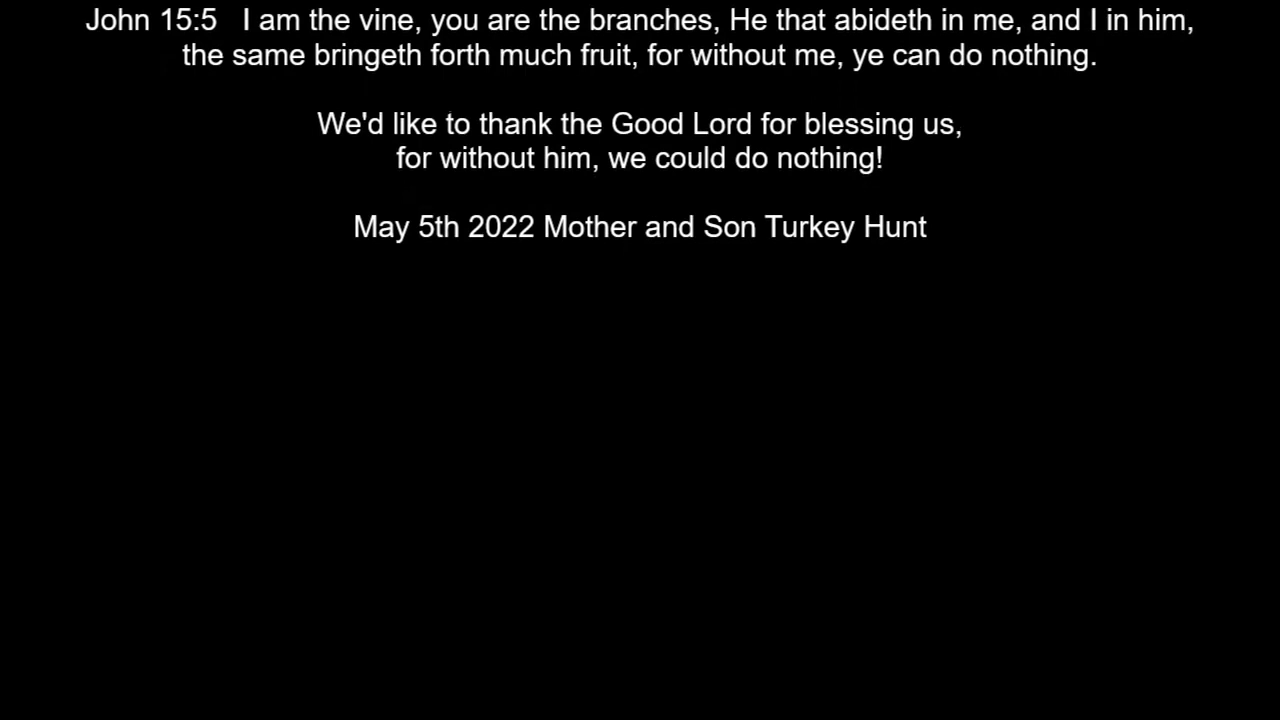 John 15:5   I am the vine, you are the branches, He that abideth in me, and I in him,
the same bringeth forth much fruit, for without me, ye can do nothing.
We'd like to thank the Good Lord for blessing us,
for without him, we could do nothing!
May 5th 2022 Mother and Son Turkey Hunt